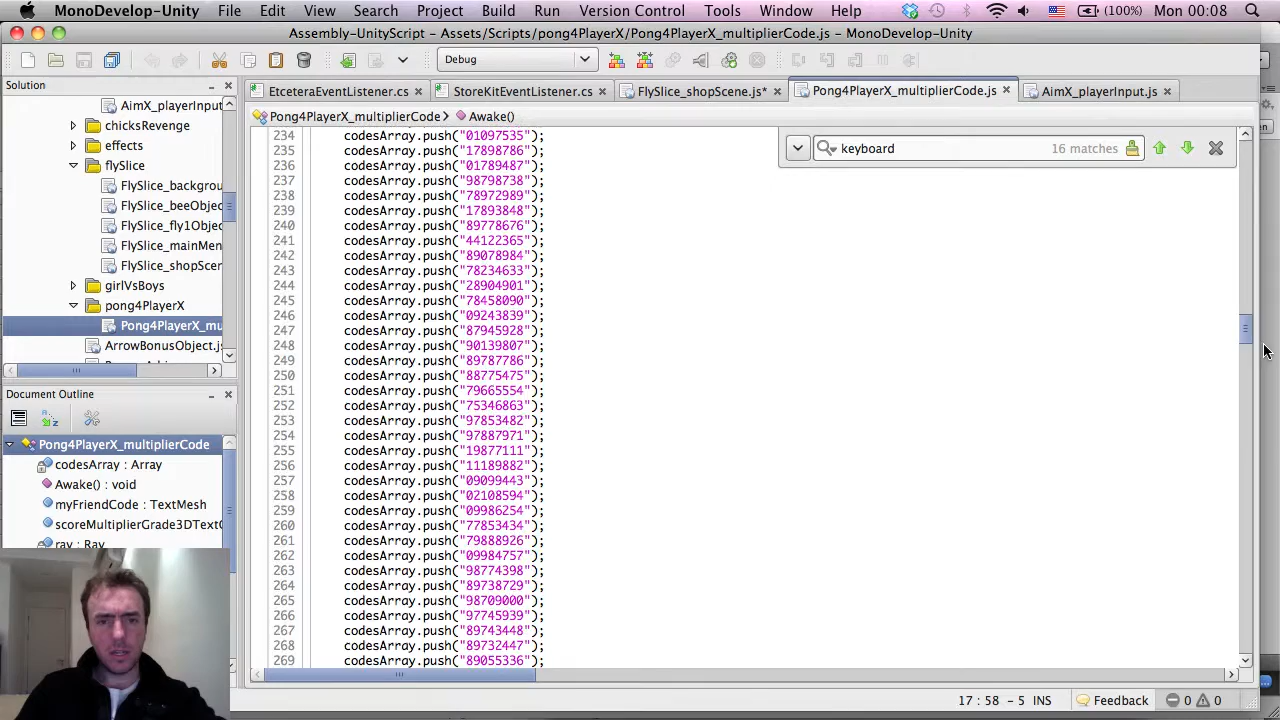 MonoDevelop-Unity File Edit View Search Project Build Run Version Control Tools Window Help (100%) Mon 00:08
Assembly-UnityScript - Assets/Scripts/pong4PlayerX/Pong4PlayerX_multiplierCode.js - MonoDevelop-Unity
Debug
Solution
AimX_playerInput
chicksRevenge
effects
flySlice
FlySlice_backgrou
FlySlice_beeObjec
FlySlice_fly1Objec
FlySlice_mainMen
FlySlice_shopScer
girlVsBoys
pong4PlayerX
Pong4PlayerX_mu
ArrowBonusObject.js
Document Outline
Pong4PlayerX_multiplierCode
codesArray : Array
Awake() : void
myFriendCode : TextMesh
scoreMultiplierGrade3DTextO
ray : Ray
EtceteraEventListener.cs × StoreKitEventListener.cs × FlySlice_shopScene.js* × Pong4PlayerX_multiplierCode.js × AimX_playerInput.js ×
Pong4PlayerX_multiplierCode Awake()
keyboard 16 matches
234 codesArray.push("01097535");
235 codesArray.push("17898786");
236 codesArray.push("01789487");
237 codesArray.push("98798738");
238 codesArray.push("78972989");
239 codesArray.push("17893848");
240 codesArray.push("89778676");
241 codesArray.push("44122365");
242 codesArray.push("89078984");
243 codesArray.push("78234633");
244 codesArray.push("28904901");
245 codesArray.push("78458090");
246 codesArray.push("09243839");
247 codesArray.push("87945928");
248 codesArray.push("90139807");
249 codesArray.push("89787786");
250 codesArray.push("88775475");
251 codesArray.push("79665554");
252 codesArray.push("75346863");
253 codesArray.push("97853482");
254 codesArray.push("97887971");
255 codesArray.push("19877111");
256 codesArray.push("11189882");
257 codesArray.push("09099443");
258 codesArray.push("02108594");
259 codesArray.push("09986254");
260 codesArray.push("77853434");
261 codesArray.push("79888926");
262 codesArray.push("09984757");
263 codesArray.push("98774398");
264 codesArray.push("89738729");
265 codesArray.push("98709000");
266 codesArray.push("97745939");
267 codesArray.push("89743448");
268 codesArray.push("89732447");
269 codesArray.push("89055336");
17 : 58 - 5 INS Feedback 0 0